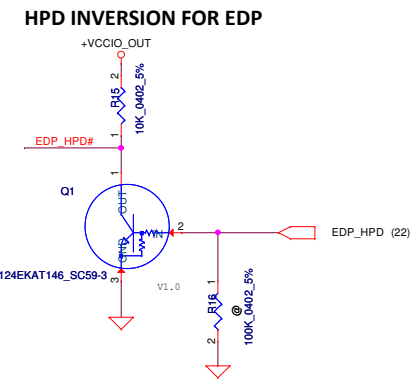 HPD INVERSION FOR EDP
+VCCIO_OUT
2
R15
10K_0402_5%
1
EDP_HPD#
1
Q1
OUT
2
IN
EDP_HPD (22)
GND
124EKAT146_SC59-3
3
V1.0
1
R16
@
100K_0402_5%
2